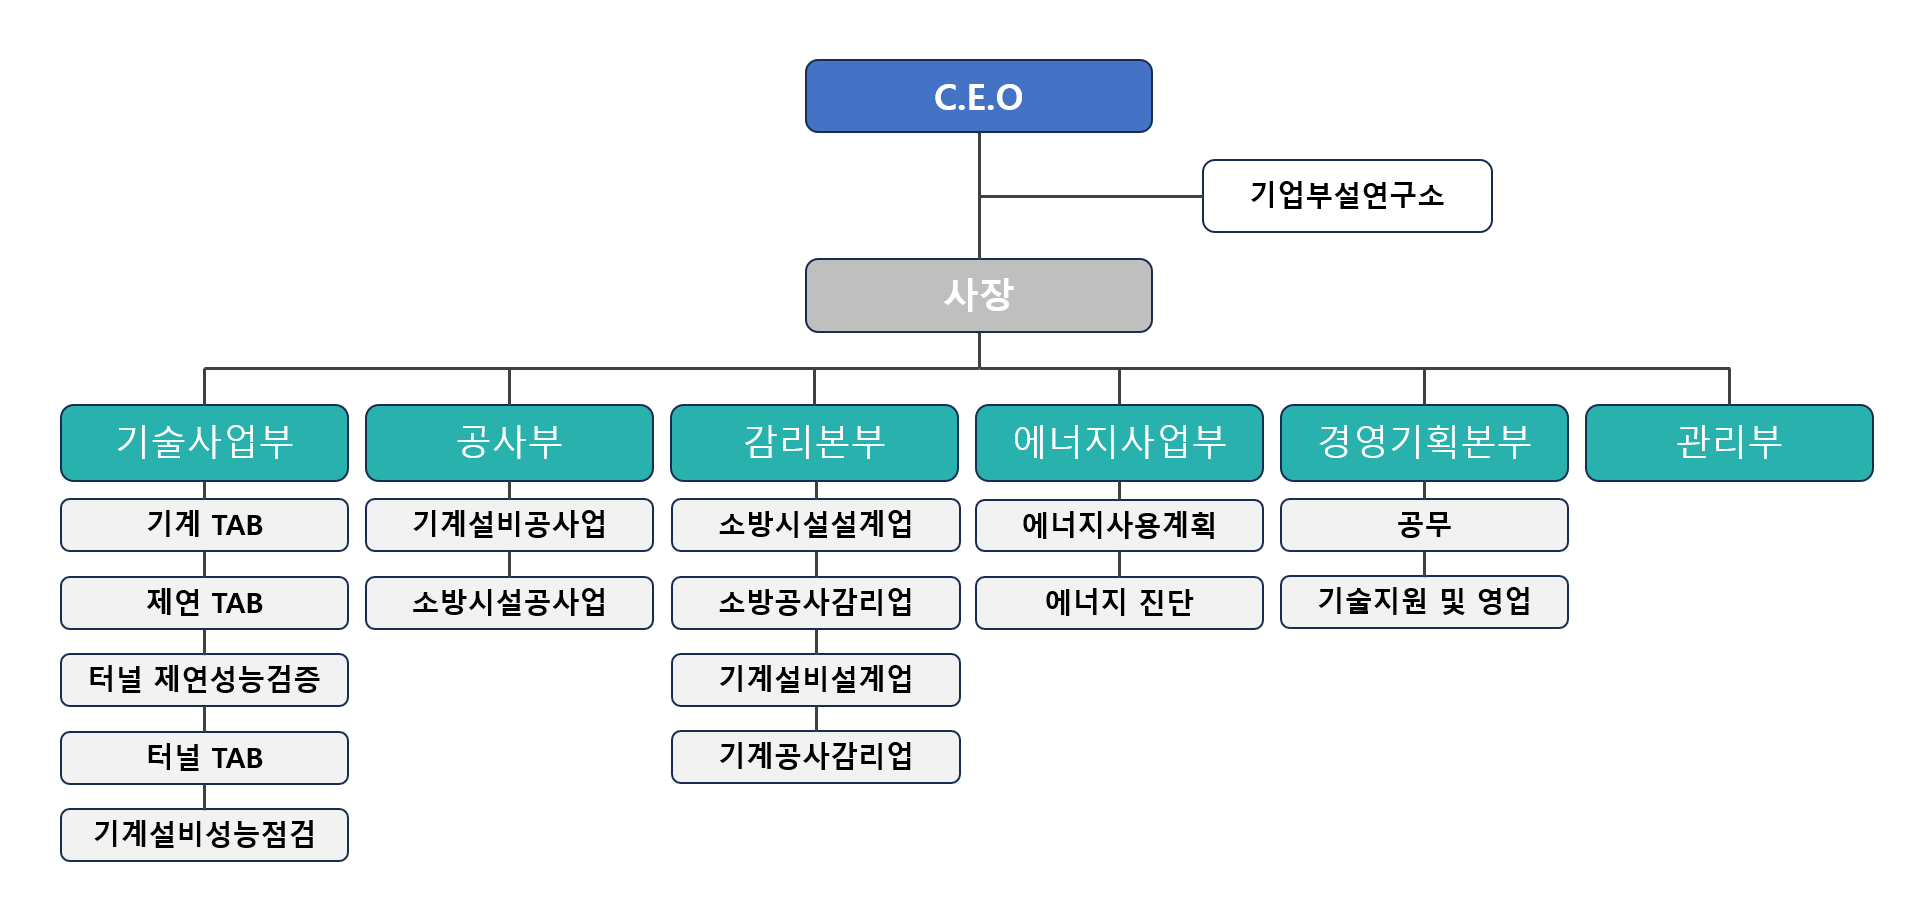 C.E.O
기업부설연구소
사장
기술사업부
공사부
감리본부
에너지사업부
경영기획본부
관리부
기계 TAB
기계설비공사업
소방시설설계업
에너지사용계획
공무
제연 TAB
소방시설공사업
소방공사감리업
에너지 진단
기술지원 및 영업
터널 제연성능검증
기계설비설계업
터널 TAB
기계공사감리업
기계설비성능점검